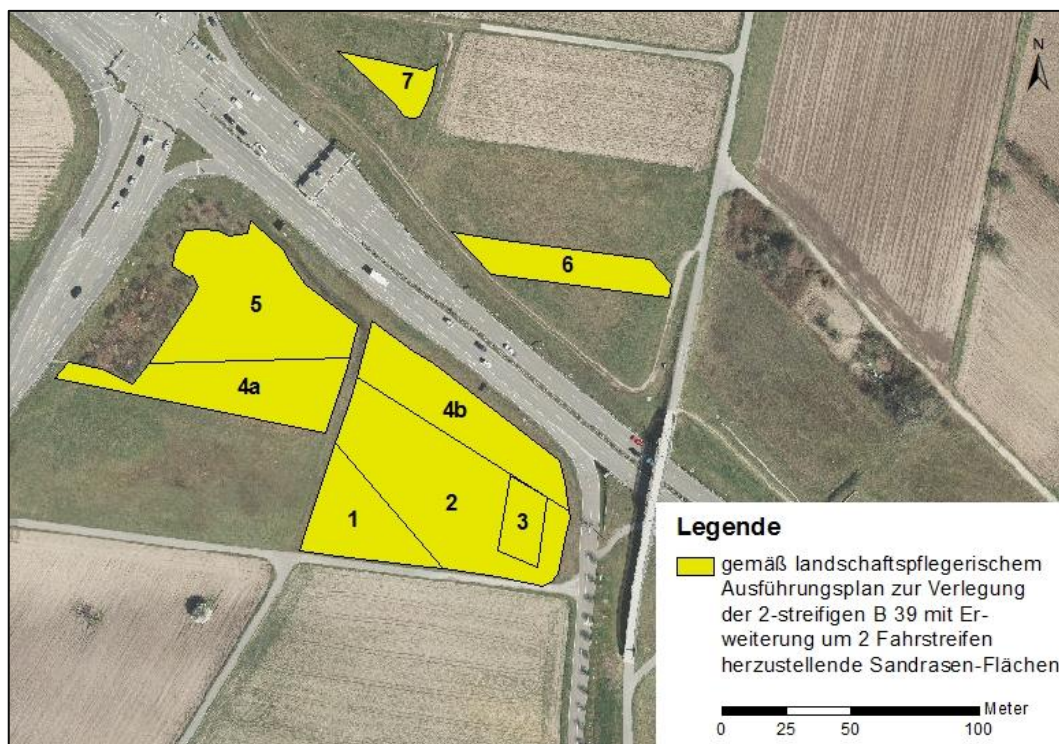 N
7
6
5
4a
4b
2
3
1
Legende
gemäß landschaftspflegerischem
Ausführungsplan zur Verlegung
der 2-streifigen B 39 mit Er-
weiterung um 2 Fahrstreifen
herzustellende Sandrasen-Flächen
Meter
0 25 50 100